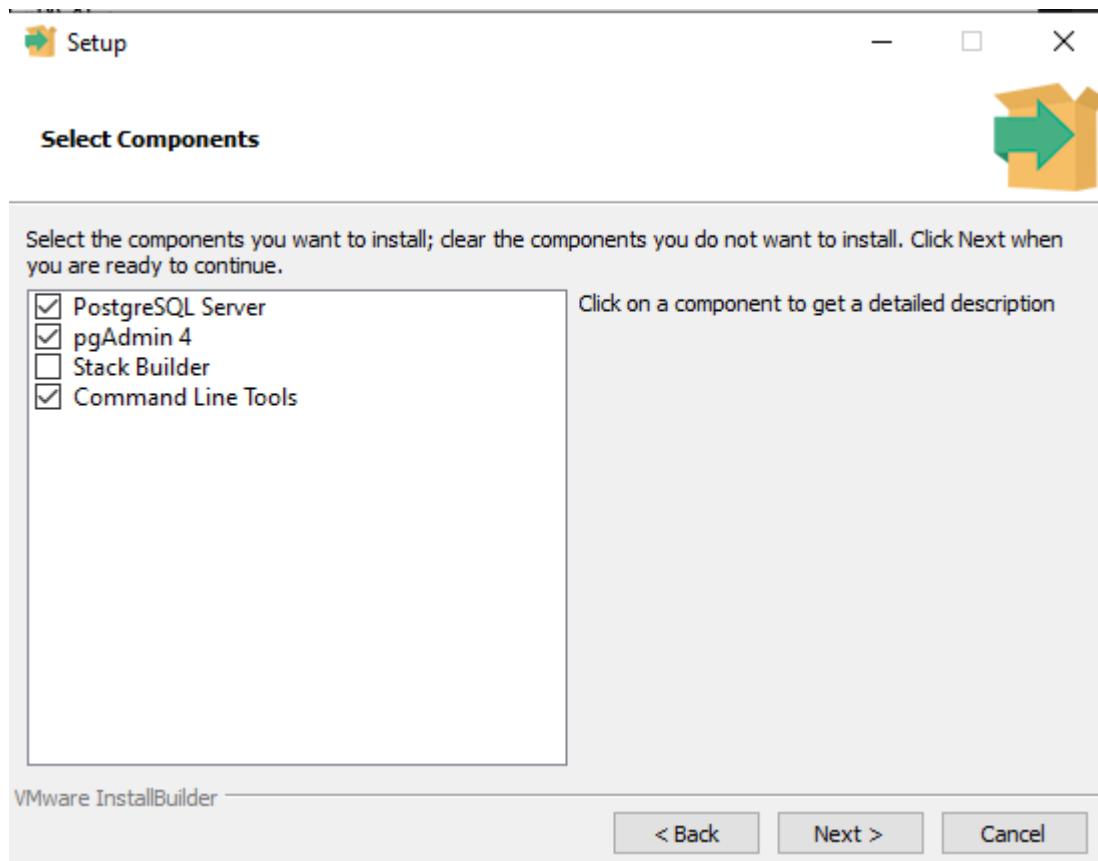 Setup
Select Components
Select the components you want to install; clear the components you do not want to install. Click Next when
you are ready to continue.
PostgreSQL Server
Click on a component to get a detailed description
pgAdmin 4
Stack Builder
Command Line Tools
VMware InstallBuilder
< Back
Next >
Cancel